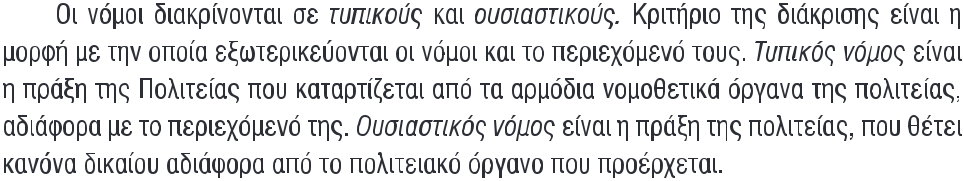 Οι νόμοι διακρίνονται σε τυπικούς και ουσιαστικούς. Κριτήριο της διάκρισης είναι η
μορφή με την οποία εξωτερικεύονται οι νόμοι και το περιεχόμενό τους. Τυπικός νόμος είναι
η πράξη της Πολιτείας που καταρτίζεται από τα αρμόδια νομοθετικά όργανα της πολιτείας,
αδιάφορα με το περιεχόμενό της. Ουσιαστικός νόμος είναι η πράξη της πολιτείας, που θέτει
κανόνα δικαίου αδιάφορα από το πολιτειακό όργανο που προέρχεται.